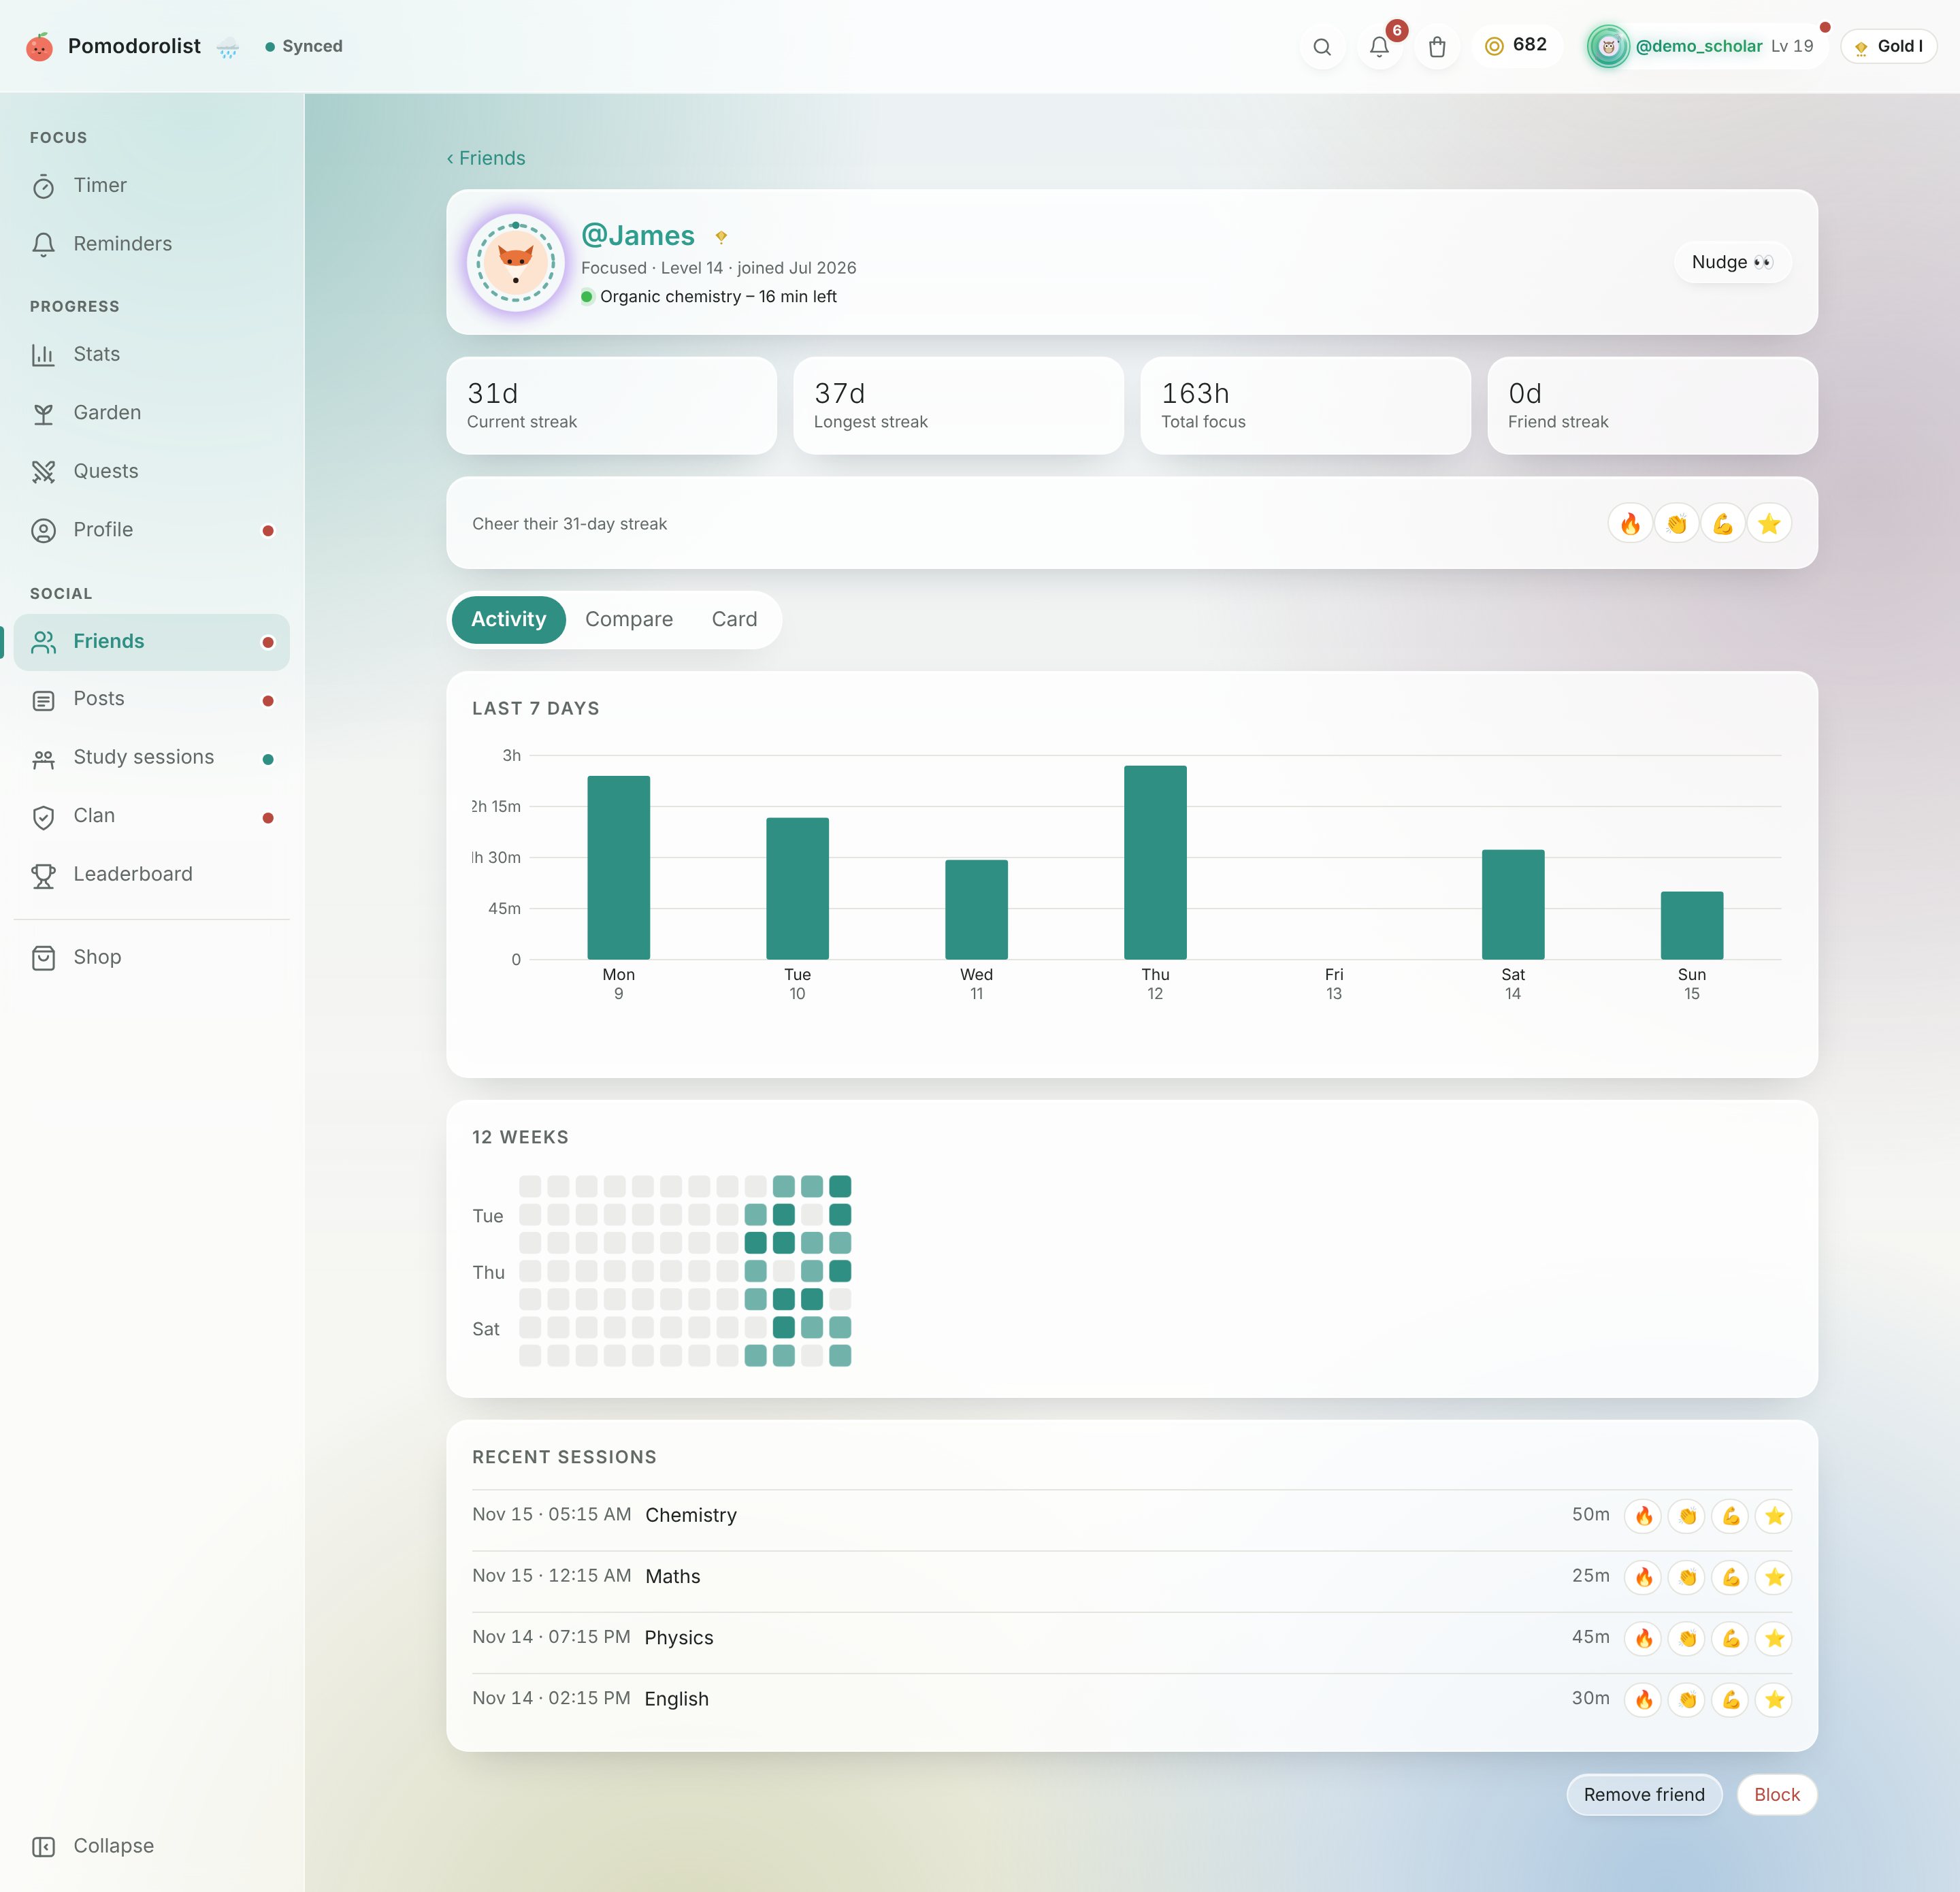 Pomodorolist
Synced
6
682
@demo_scholar Lv 19
Gold I
FOCUS
Timer
Reminders
PROGRESS
Stats
Garden
Quests
Profile
SOCIAL
Friends
Posts
Study sessions
Clan
Leaderboard
Shop
Collapse
‹ Friends
@James
Focused · Level 14 · joined Jul 2026
Organic chemistry – 16 min left
Nudge 👀
31d
Current streak
37d
Longest streak
163h
Total focus
0d
Friend streak
Cheer their 31-day streak
🔥 👏 💪 ⭐
Activity
Compare
Card
LAST 7 DAYS
3h
2h 15m
h 30m
45m
0
Mon Tue Wed Thu Fri Sat Sun
9 10 11 12 13 14 15
12 WEEKS
Tue
Thu
Sat
RECENT SESSIONS
Nov 15 · 05:15 AM Chemistry 50m 🔥 👏 💪 ⭐
Nov 15 · 12:15 AM Maths 25m 🔥 👏 💪 ⭐
Nov 14 · 07:15 PM Physics 45m 🔥 👏 💪 ⭐
Nov 14 · 02:15 PM English 30m 🔥 👏 💪 ⭐
Remove friend
Block